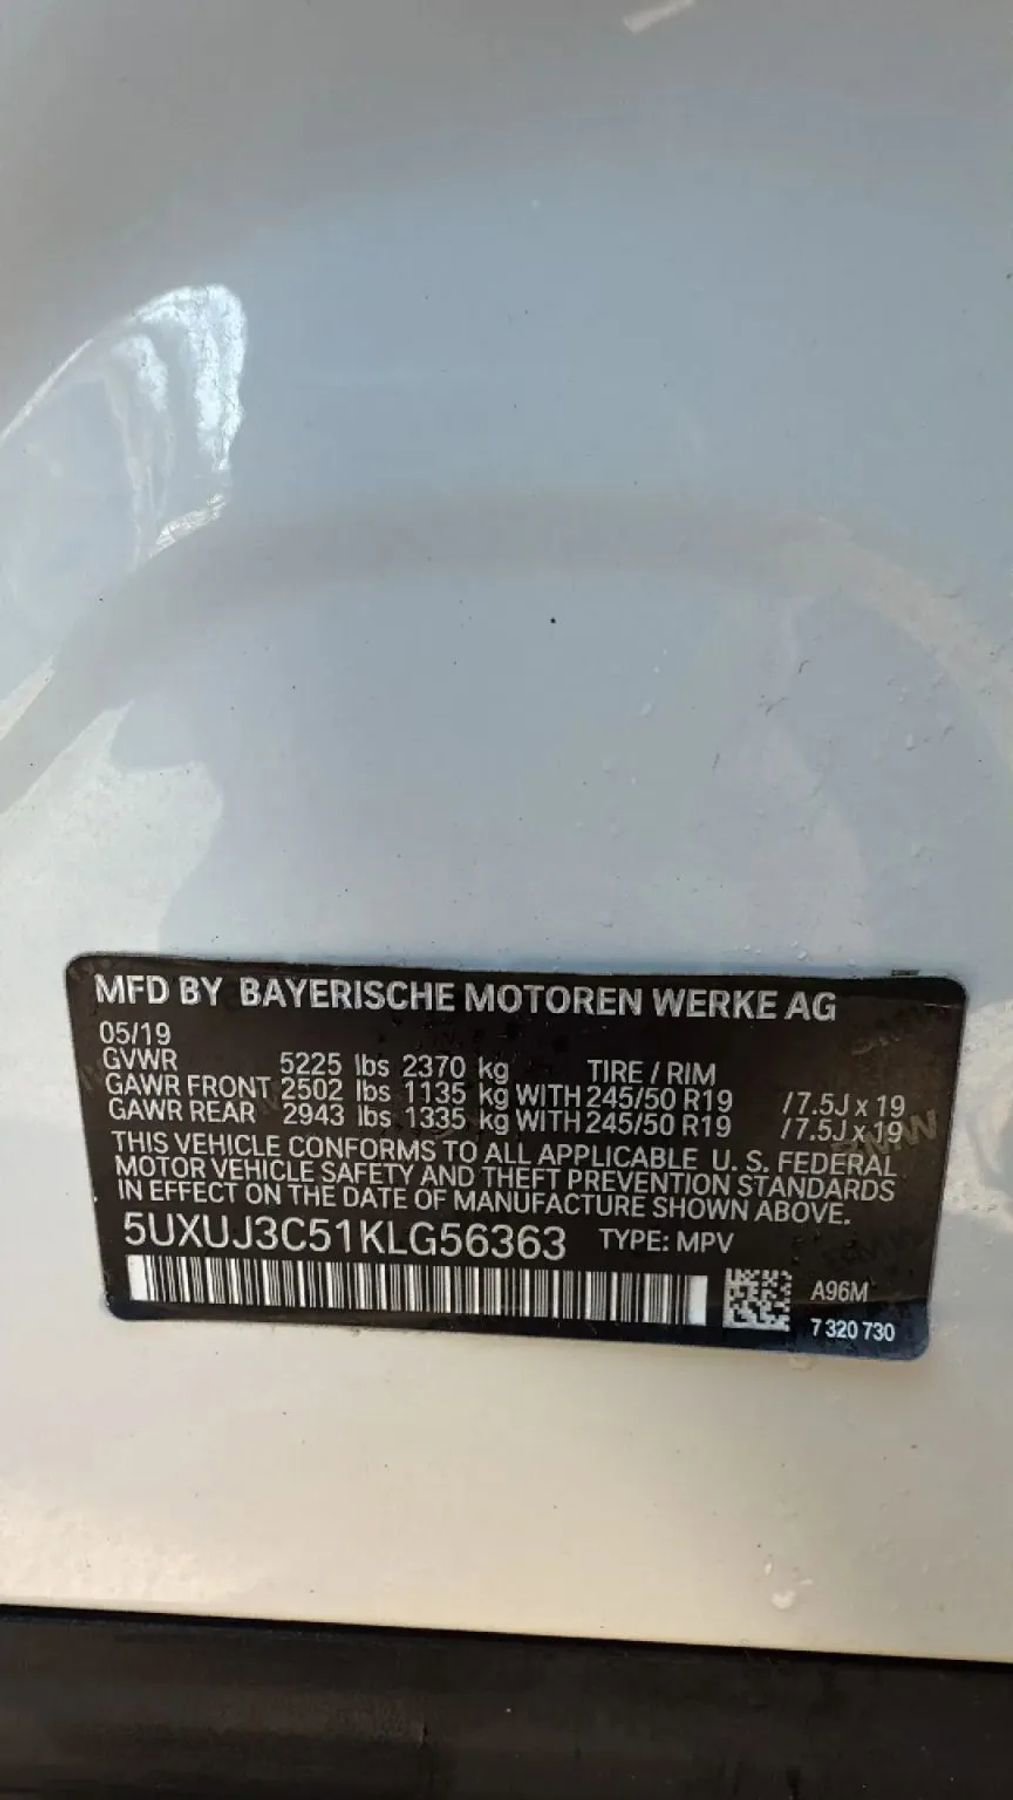 MFD BY BAYERISCHE MOTOREN WERKE AG
05/19
GVWR 5225 lbs 2370 kg TIRE / RIM
GAWR FRONT 2502 lbs 1135 kg WITH 245/50 R19 / 7.5J x 19
GAWR REAR 2943 lbs 1335 kg WITH 245/50 R19 / 7.5J x 19
THIS VEHICLE CONFORMS TO ALL APPLICABLE U. S. FEDERAL
MOTOR VEHICLE SAFETY AND THEFT PREVENTION STANDARDS
IN EFFECT ON THE DATE OF MANUFACTURE SHOWN ABOVE.
5UXUJ3C51KLG56363 TYPE: MPV
A96M
7 320 730